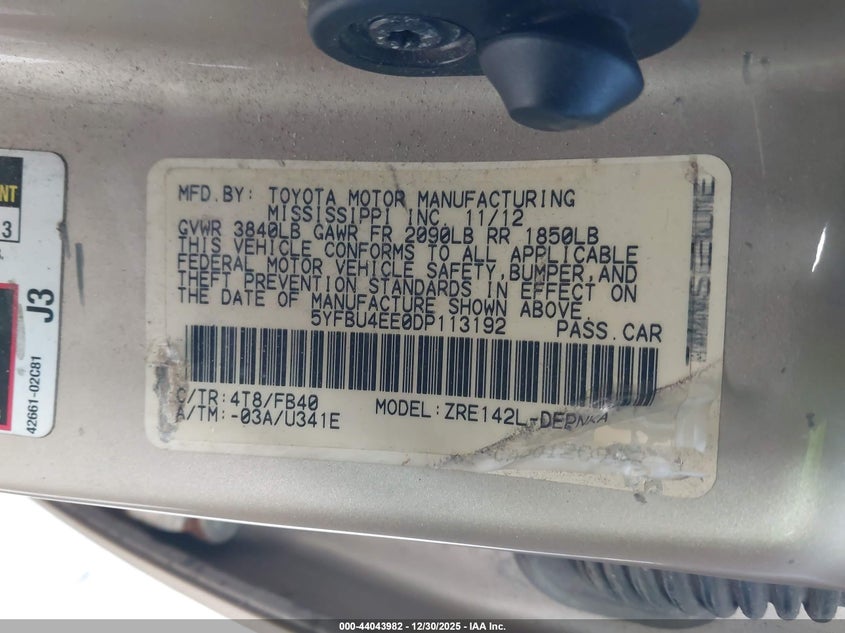 MFD.BY: TOYOTA MOTOR MANUFACTURING
MISSISSIPPI INC. 11/12
GVWR 3840LB GAWR FR 2090LB RR 1850LB
THIS VEHICLE CONFORMS TO ALL APPLICABLE
FEDERAL MOTOR VEHICLE SAFETY,BUMPER,AND
THEFT PREVENTION STANDARDS IN EFFECT ON
THE DATE OF MANUFACTURE SHOWN ABOVE.
5YFBU4EE0DP113192 PASS.CAR
C/TR:4T8/FB40
A/TM:-03A/U341E
MODEL:ZRE142L-DEPNKA
3
J3
42661-02C81
000-44043982 - 12/30/2025 - IAA Inc.